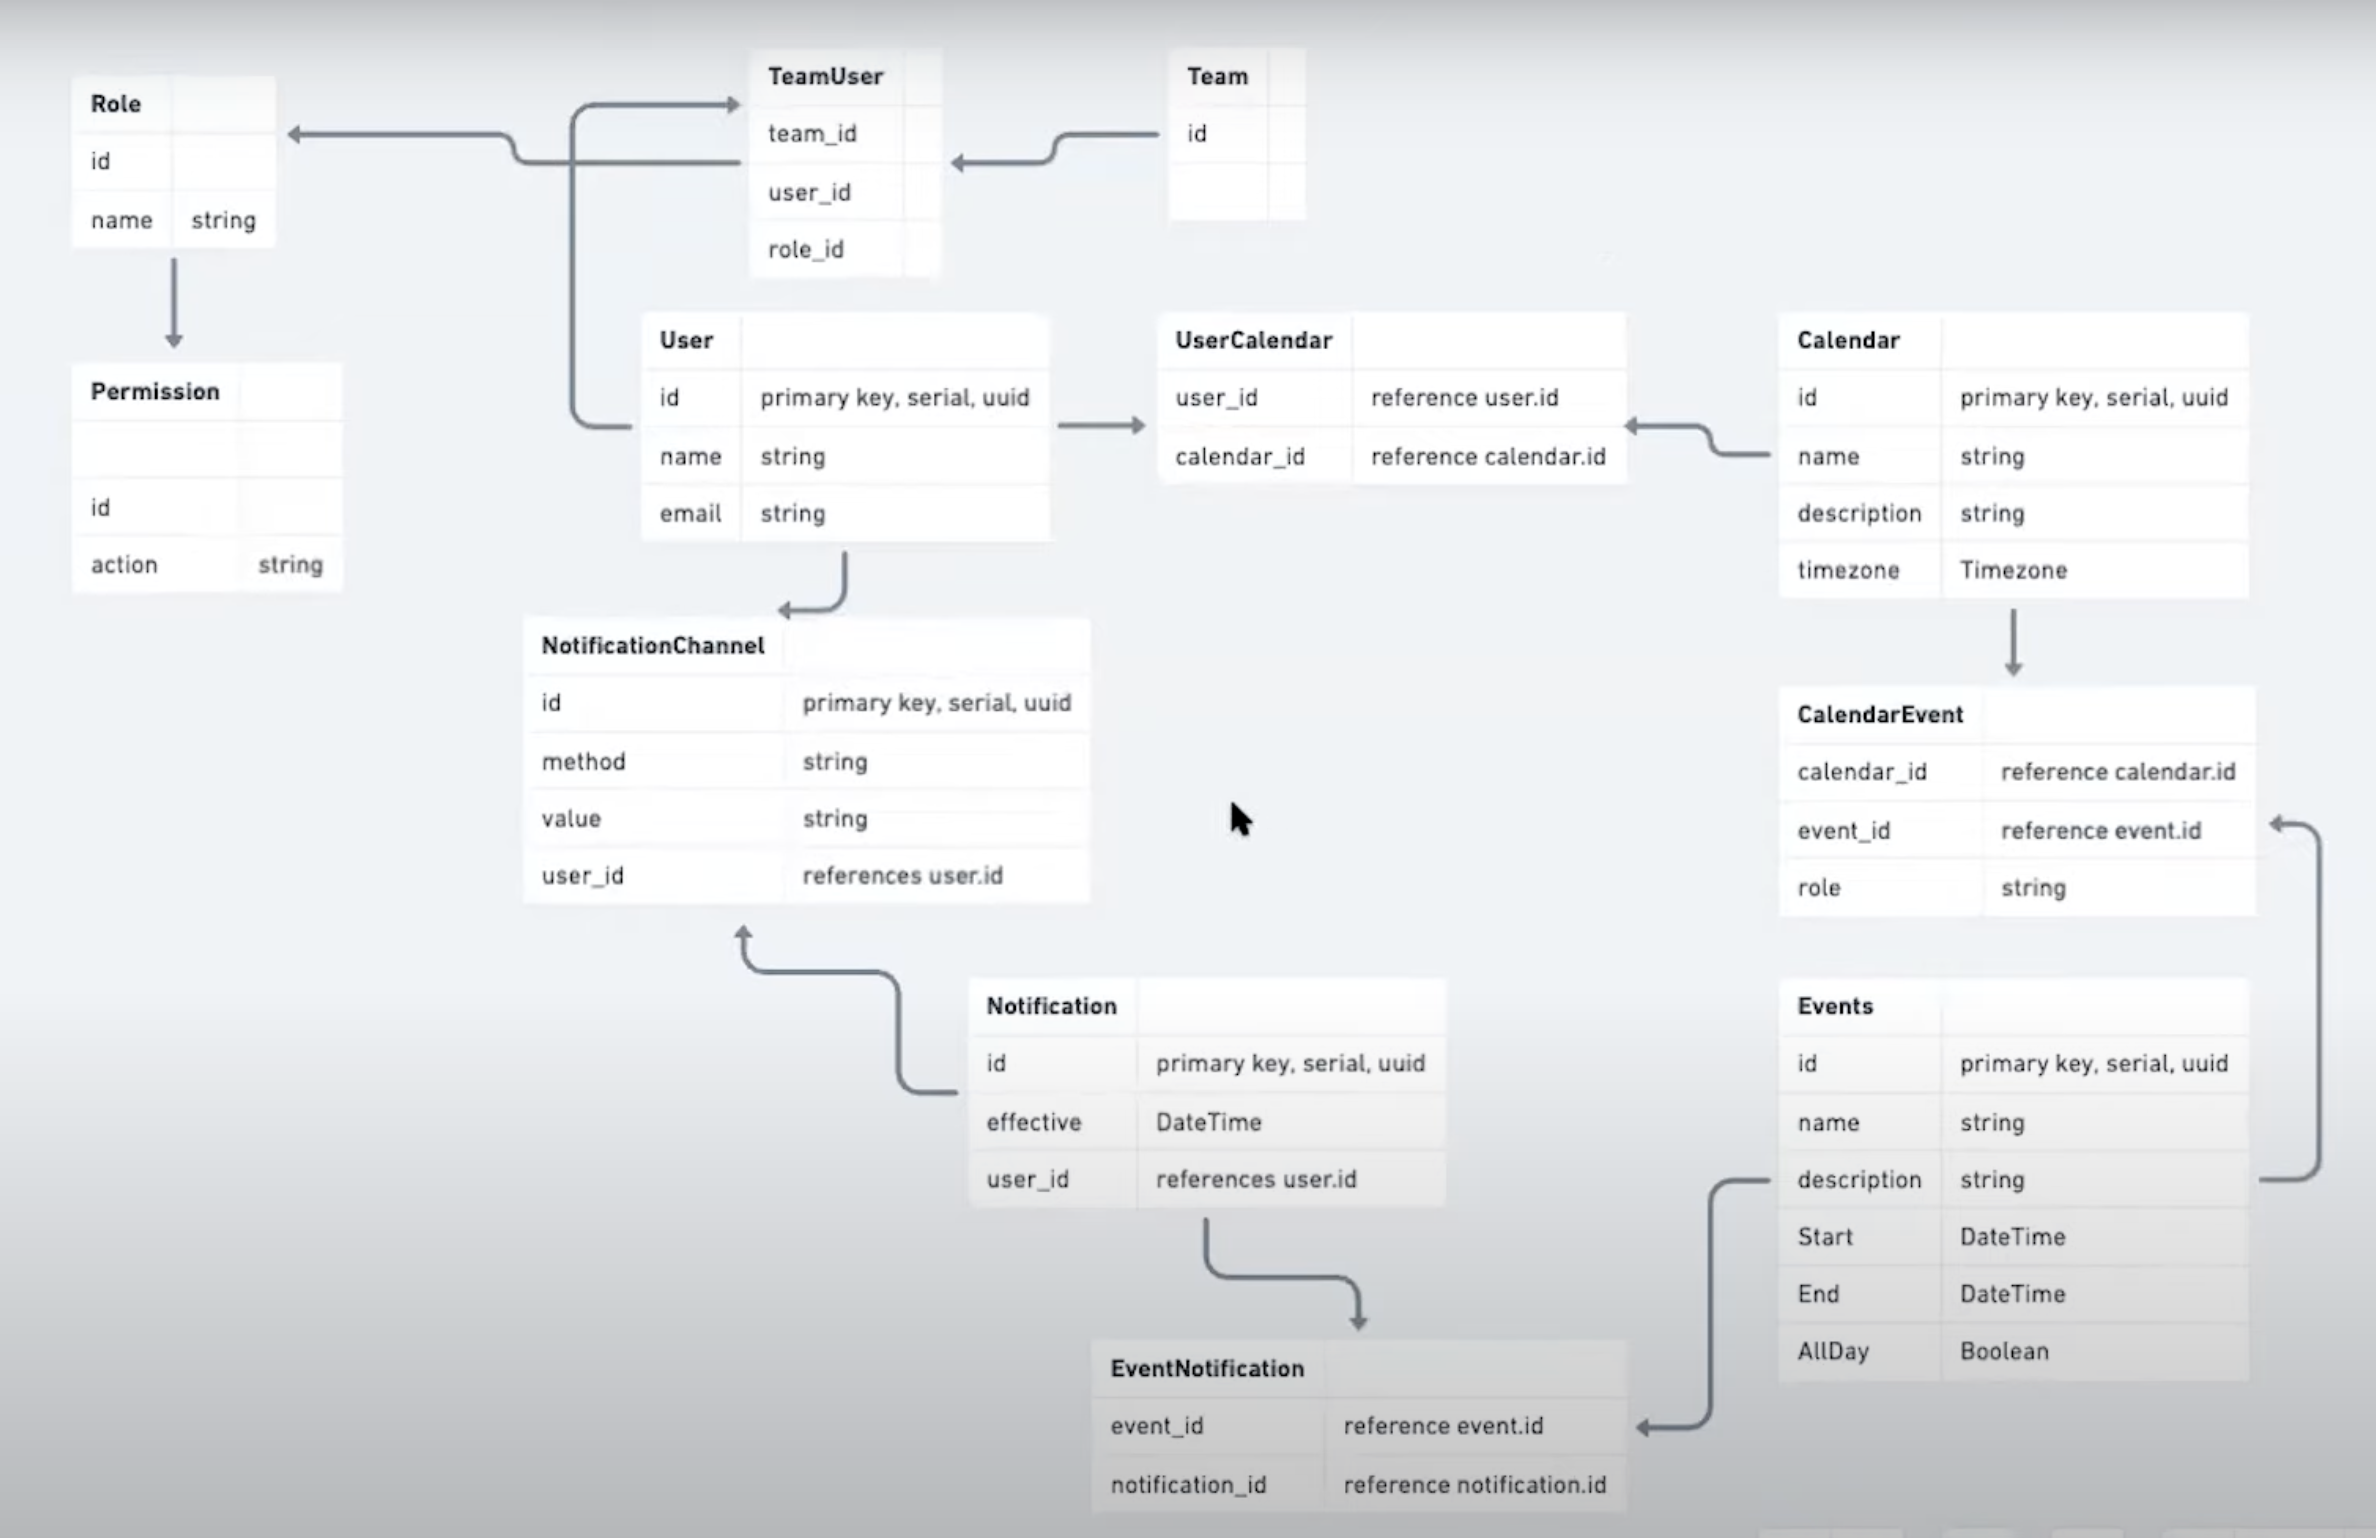 Role
id
name string
TeamUser
team_id
user_id
role_id
Team
id
Permission
id
action string
User
id primary key, serial, uuid
name string
email string
UserCalendar
user_id reference user.id
calendar_id reference calendar.id
Calendar
id primary key, serial, uuid
name string
description string
timezone Timezone
NotificationChannel
id primary key, serial, uuid
method string
value string
user_id references user.id
CalendarEvent
calendar_id reference calendar.id
event_id reference event.id
role string
Notification
id primary key, serial, uuid
effective DateTime
user_id references user.id
Events
id primary key, serial, uuid
name string
description string
Start DateTime
End DateTime
AllDay Boolean
EventNotification
event_id reference event.id
notification_id reference notification.id